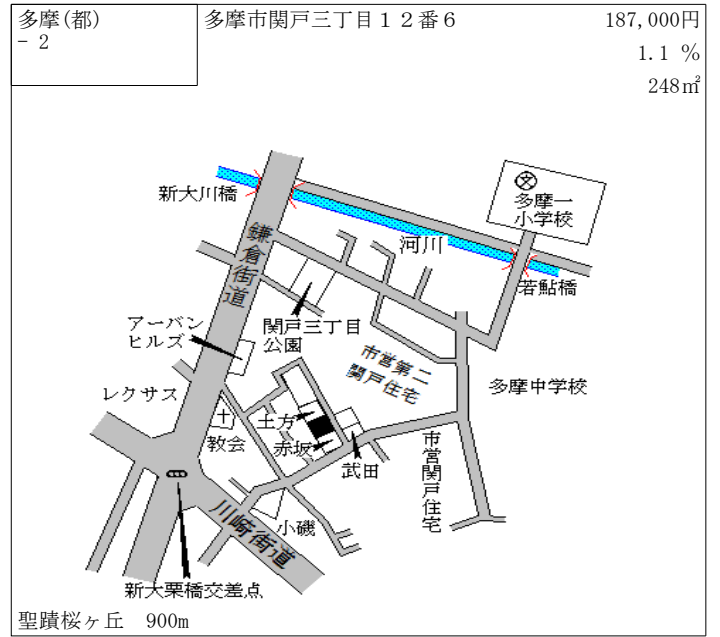 多摩(都)
- 2
多摩市関戸三丁目１２番６
187,000円
1.1 %
248㎡
新大川橋
多摩一
小学校
鎌倉街道
河川
若鮎橋
アーバン
ヒルズ
関戸三丁目
公園
市営第二
関戸住宅
レクサス
多摩中学校
土方
教会
赤坂
武田
市営関戸住宅
小磯
川崎街道
新大栗橋交差点
聖蹟桜ヶ丘　900m